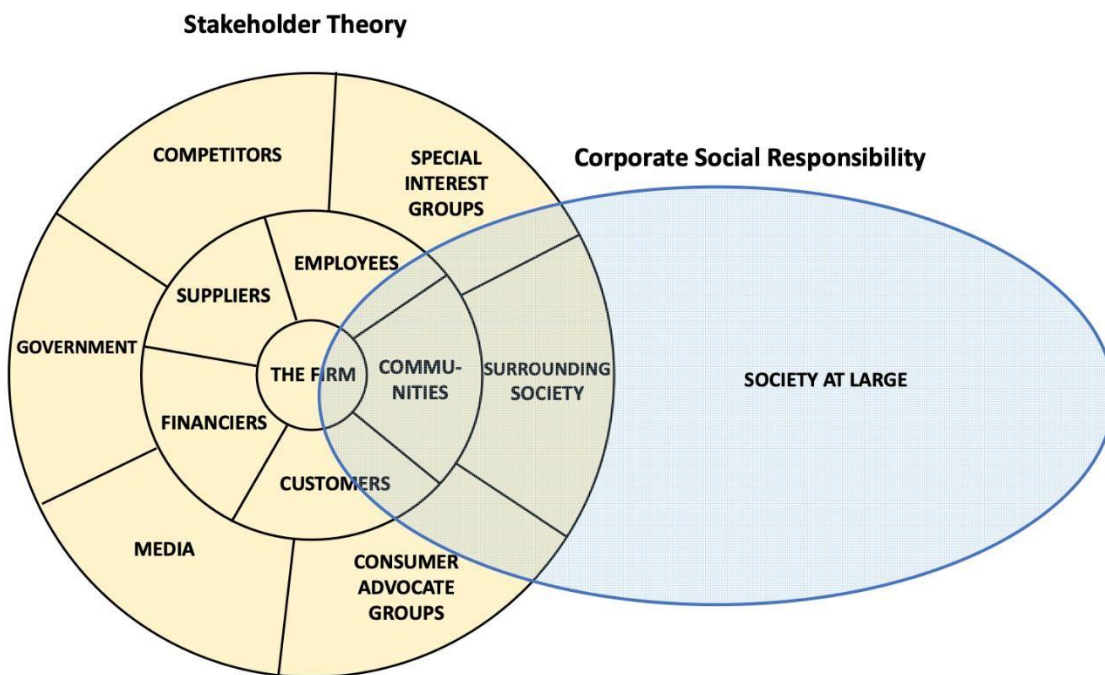 Stakeholder Theory
Corporate Social Responsibility
COMPETITORS
SPECIAL
INTEREST
GROUPS
EMPLOYEES
SUPPLIERS
GOVERNMENT
THE FIRM
COMMU-
NITIES
SURROUNDING
SOCIETY
SOCIETY AT LARGE
FINANCIERS
CUSTOMERS
MEDIA
CONSUMER
ADVOCATE
GROUPS